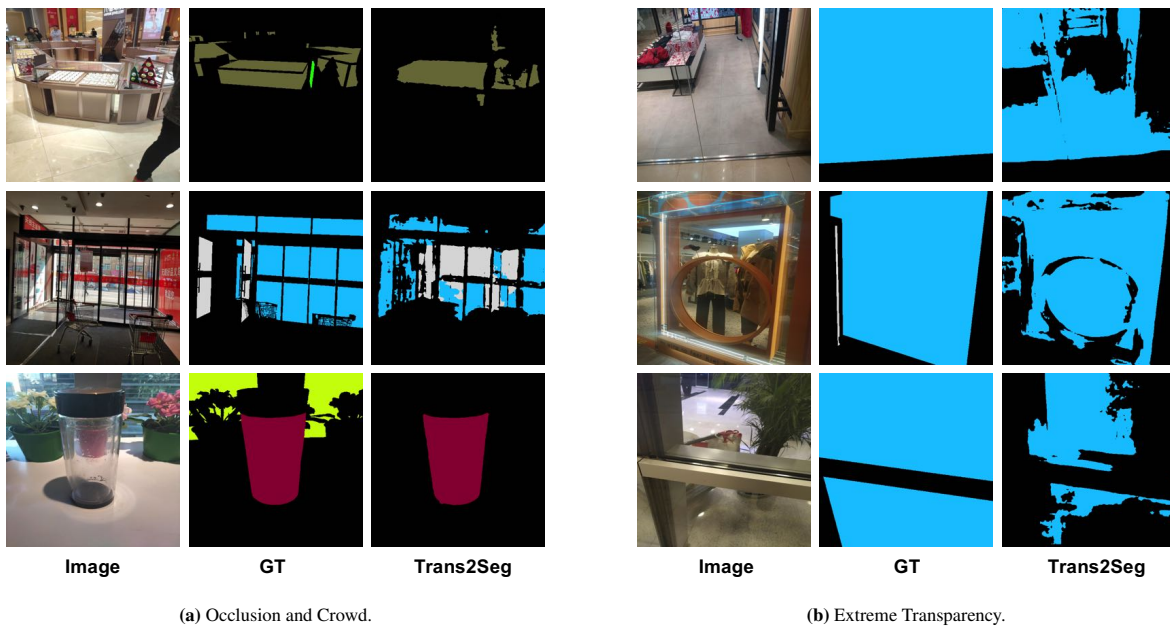 Image GT Trans2Seg
Image GT Trans2Seg
(a) Occlusion and Crowd.
(b) Extreme Transparency.